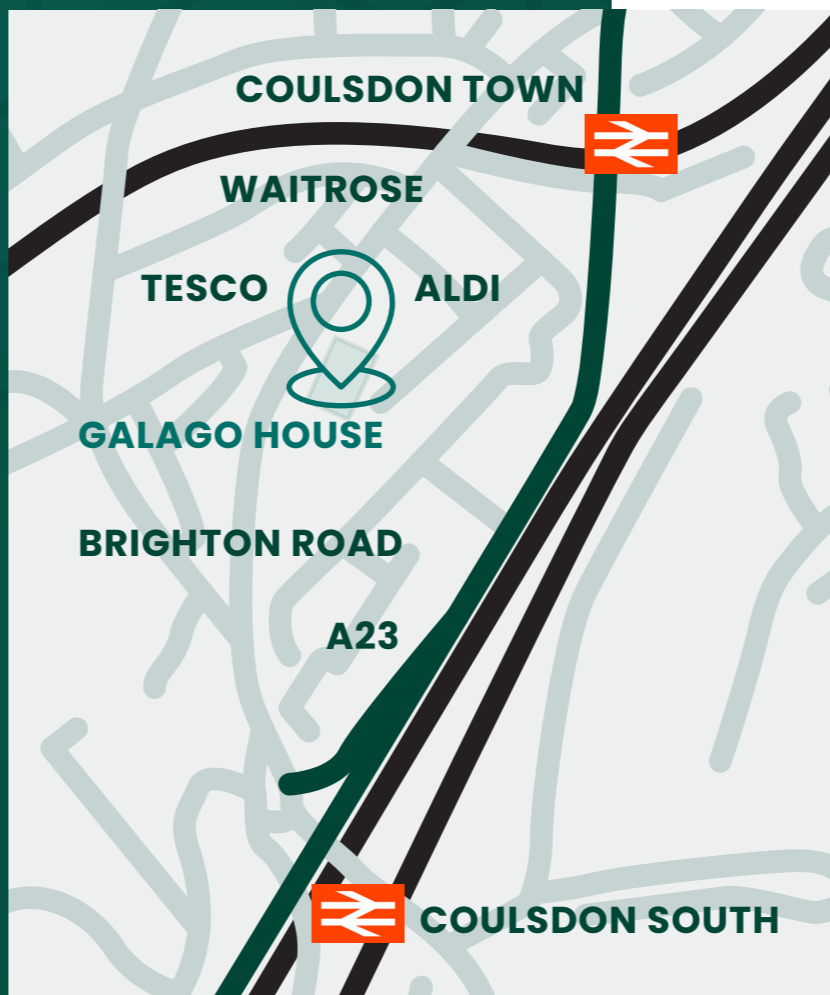 COULSDON TOWN
WAITROSE
TESCO
ALDI
GALAGO HOUSE
BRIGHTON ROAD
A23
COULSDON SOUTH